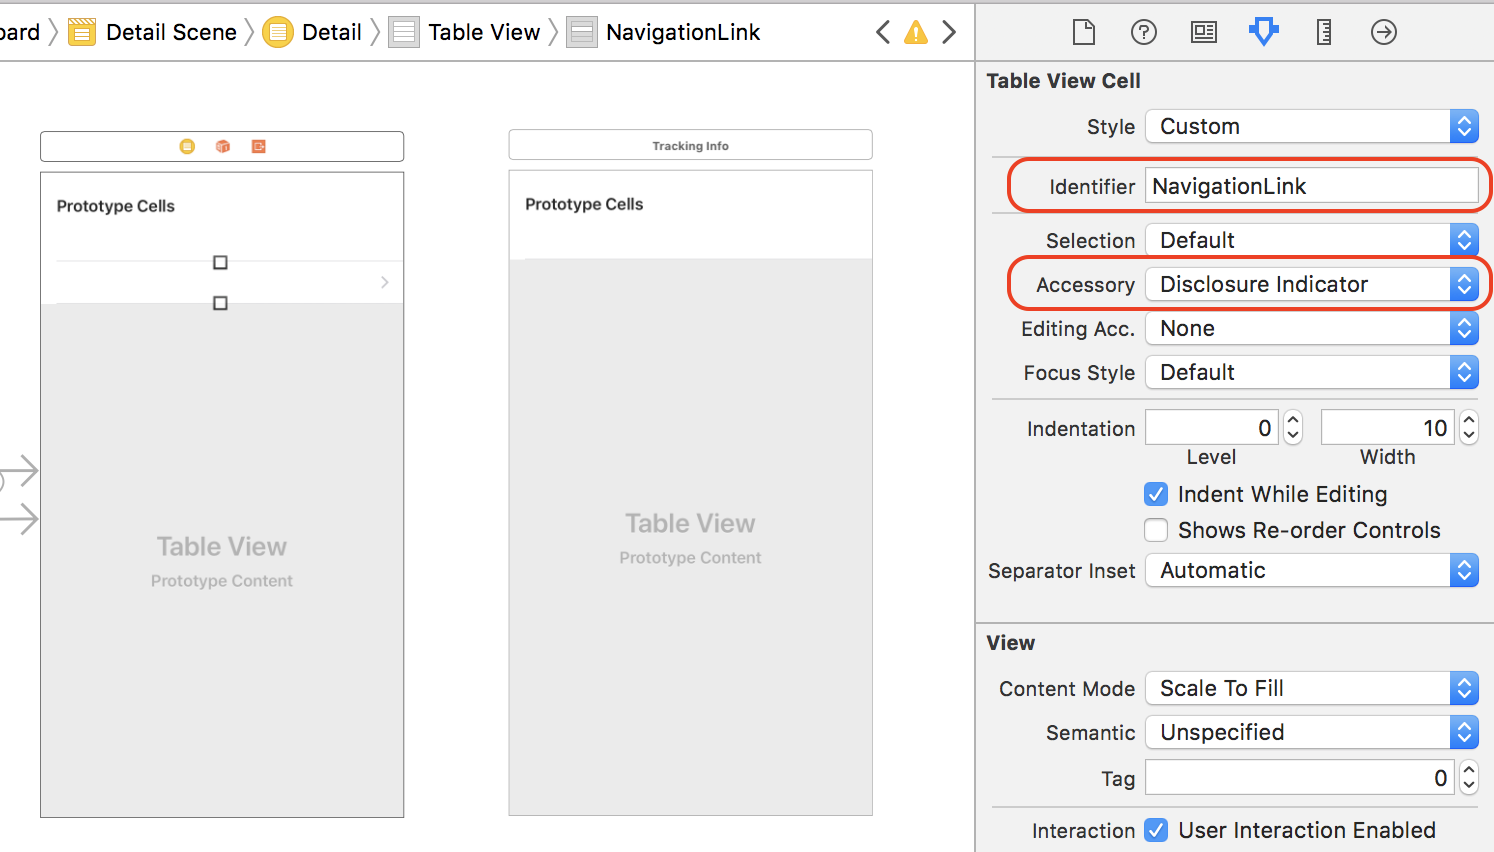 oard Detail Scene Detail Table View NavigationLink
Tracking Info
Prototype Cells
Table View
Prototype Content
Prototype Cells
Table View
Prototype Content
Table View Cell
Style Custom
Identifier NavigationLink
Selection Default
Accessory Disclosure Indicator
Editing Acc. None
Focus Style Default
Indentation 0 10
Level Width
Indent While Editing
Shows Re-order Controls
Separator Inset Automatic
View
Content Mode Scale To Fill
Semantic Unspecified
Tag 0
Interaction User Interaction Enabled